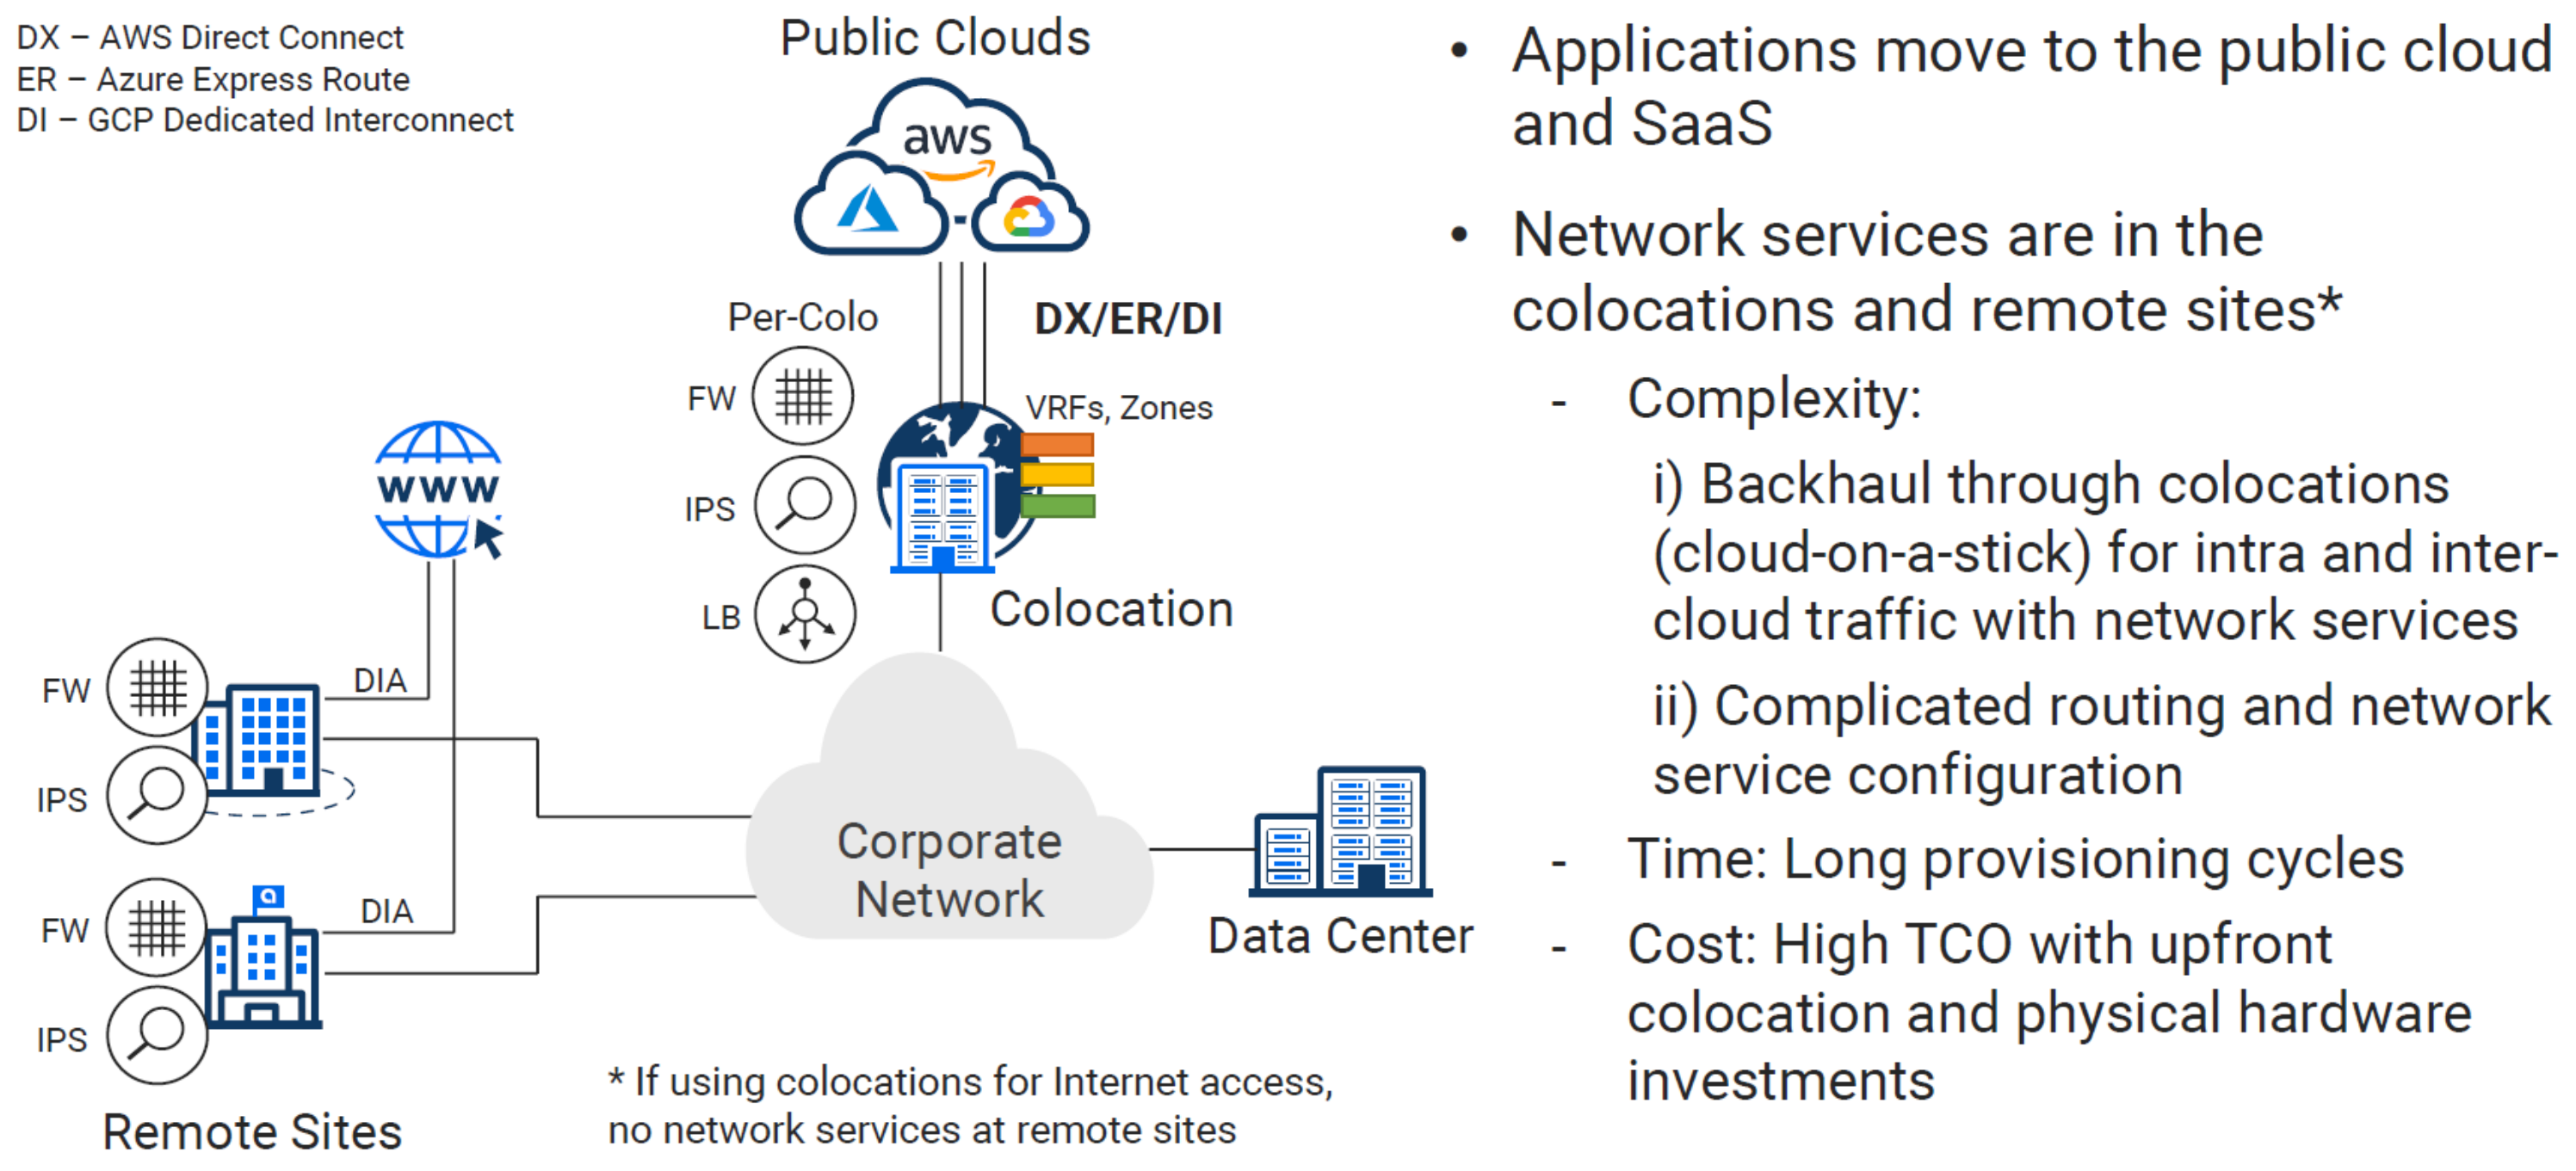 DX – AWS Direct Connect
ER – Azure Express Route
DI – GCP Dedicated Interconnect
Public Clouds
aws
Per-Colo
DX/ER/DI
FW
VRFs, Zones
IPS
LB
Colocation
www
FW
DIA
IPS
FW
DIA
IPS
a
Remote Sites
Corporate
Network
Data Center
* If using colocations for Internet access,
no network services at remote sites
• Applications move to the public cloud
and SaaS
• Network services are in the
colocations and remote sites*
- Complexity:
i) Backhaul through colocations
(cloud-on-a-stick) for intra and inter-
cloud traffic with network services
ii) Complicated routing and network
service configuration
- Time: Long provisioning cycles
- Cost: High TCO with upfront
colocation and physical hardware
investments